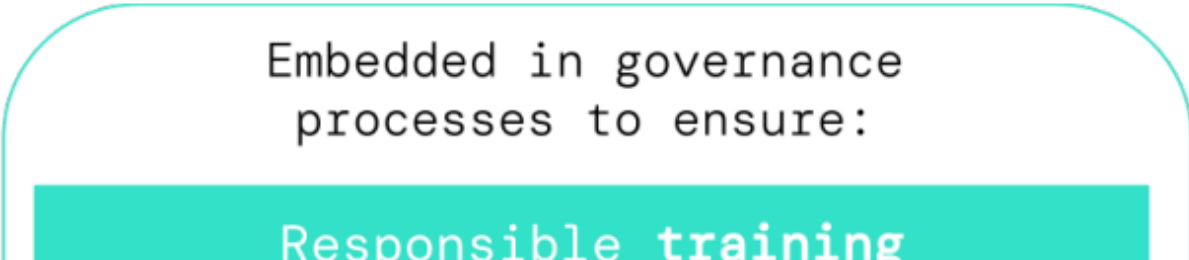 Embedded in governance
processes to ensure:
Responsible training